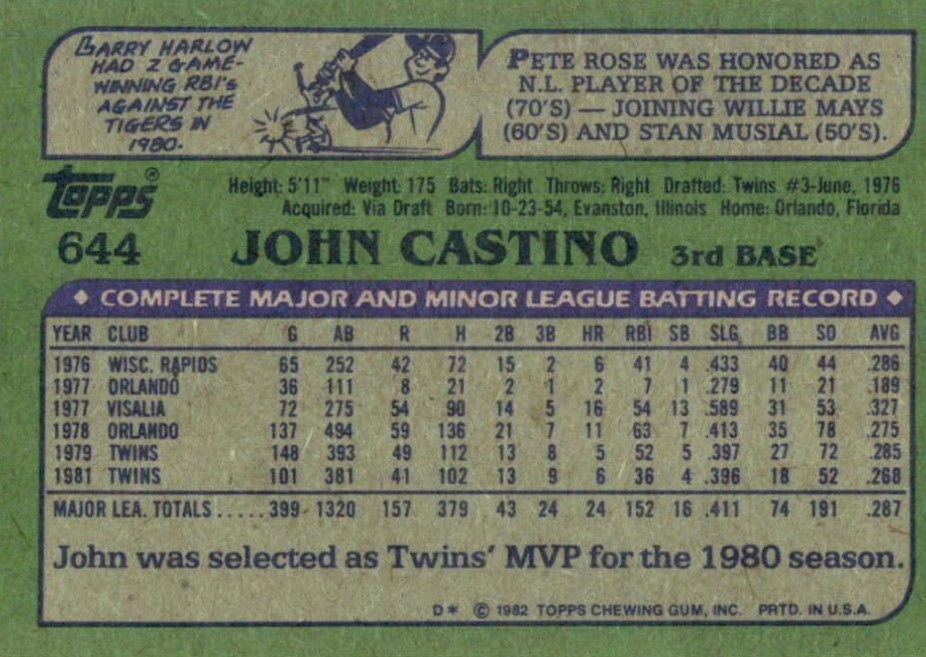 LARRY HARLOW
HAD 2 GAME-
WINNING RBI's
AGAINST THE
TIGERS IN
1980.
PETE ROSE WAS HONORED AS
N.L. PLAYER OF THE DECADE
(70'S) — JOINING WILLIE MAYS
(60'S) AND STAN MUSIAL (50'S).
TOPPS®
Height: 5'11" Weight: 175 Bats: Right Throws: Right Drafted: Twins #3-June, 1976
Acquired: Via Draft Born: 10-23-54, Evanston, Illinois Home: Orlando, Florida
644 JOHN CASTINO 3rd BASE
◆ COMPLETE MAJOR AND MINOR LEAGUE BATTING RECORD ◆
YEAR CLUB G AB R H 2B 3B HR RBI SB SLG. BB SO AVG
1976 WISC. RAPIDS 65 252 42 72 15 2 6 41 4 .433 40 44 .286
1977 ORLANDO 36 111 8 21 2 1 2 7 1 .279 11 21 .189
1977 VISALIA 72 275 54 90 14 5 16 54 13 .589 31 53 .327
1978 ORLANDO 137 494 59 136 21 7 11 63 7 .413 35 78 .275
1979 TWINS 148 393 49 112 13 8 5 52 5 .397 27 72 .285
1981 TWINS 101 381 41 102 13 9 6 36 4 .396 18 52 .268
MAJOR LEA. TOTALS.....399 1320 157 379 43 24 24 152 16 .411 74 191 .287
John was selected as Twins' MVP for the 1980 season.
D* © 1982 TOPPS CHEWING GUM, INC. PRTD. IN U.S.A.